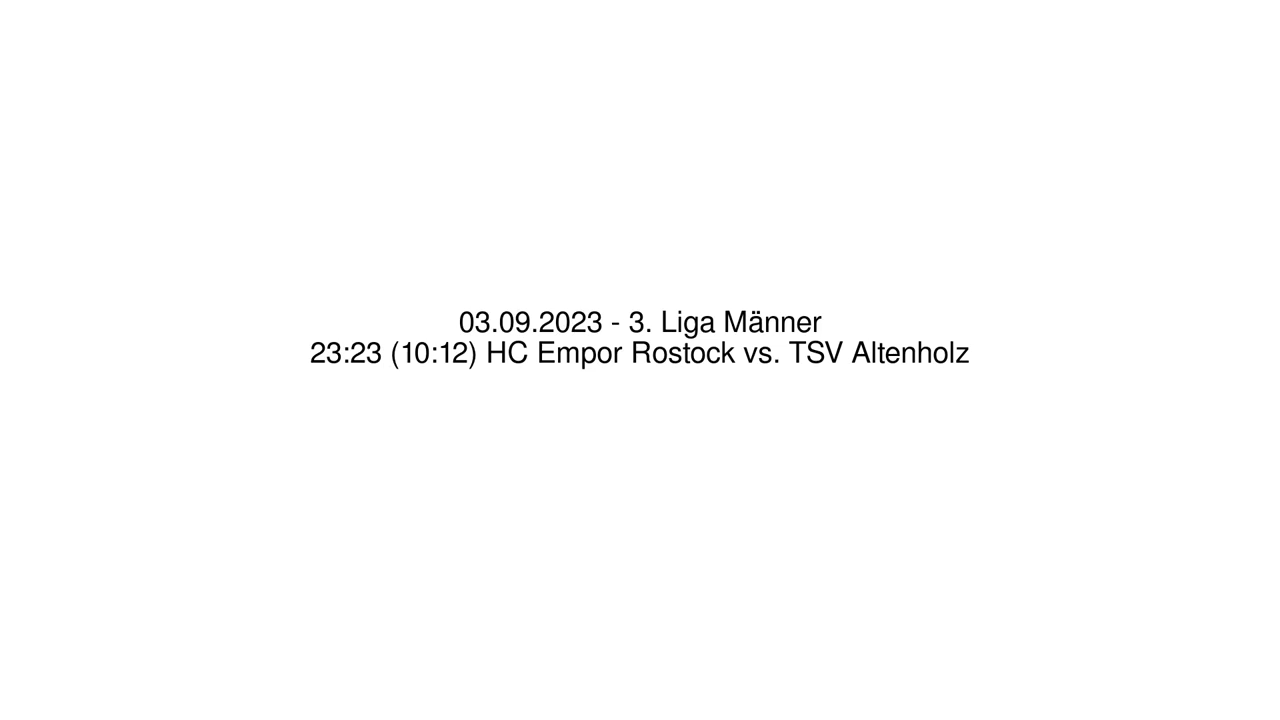 03.09.2023 - 3. Liga Männer
23:23 (10:12) HC Empor Rostock vs. TSV Altenholz